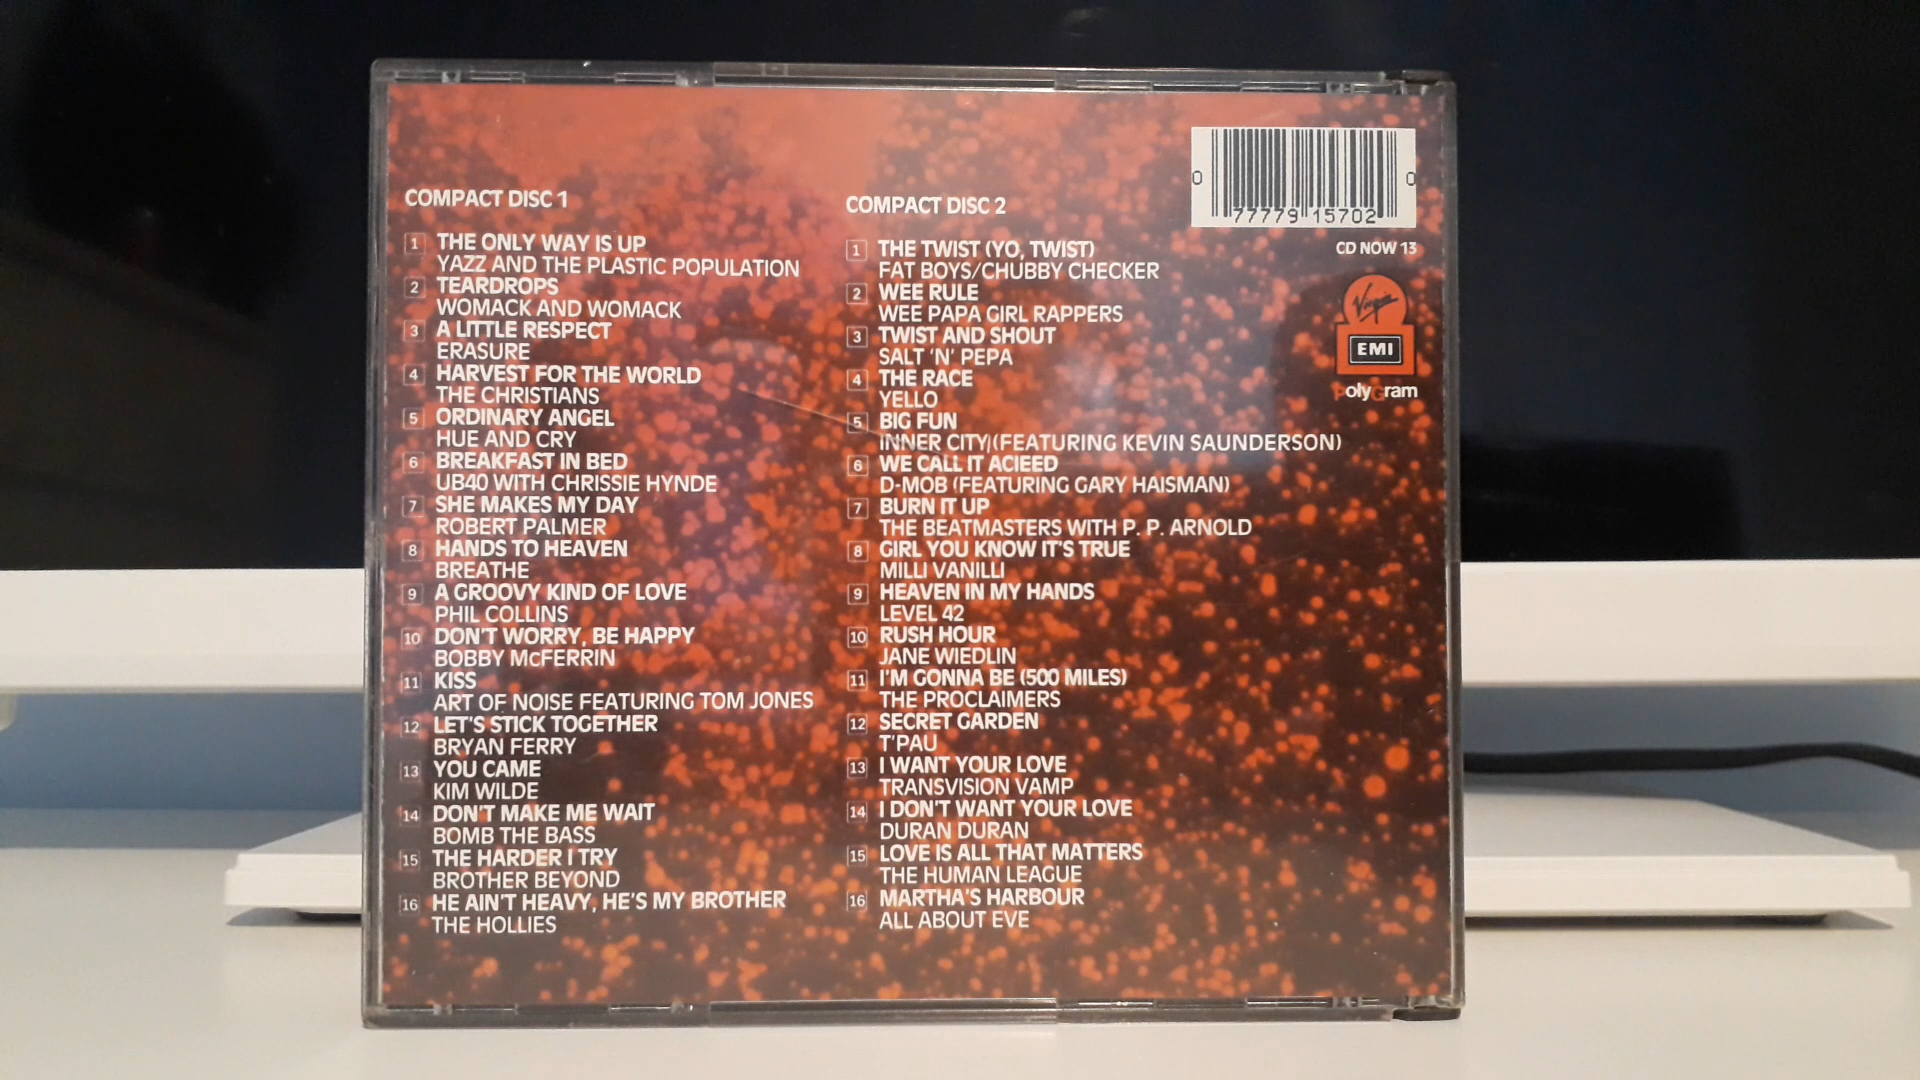 COMPACT DISC 1
1 THE ONLY WAY IS UP
YAZZ AND THE PLASTIC POPULATION
2 TEARDROPS
WOMACK AND WOMACK
3 A LITTLE RESPECT
ERASURE
4 HARVEST FOR THE WORLD
THE CHRISTIANS
5 ORDINARY ANGEL
HUE AND CRY
6 BREAKFAST IN BED
UB40 WITH CHRISSIE HYNDE
7 SHE MAKES MY DAY
ROBERT PALMER
8 HANDS TO HEAVEN
BREATHE
9 A GROOVY KIND OF LOVE
PHIL COLLINS
10 DON'T WORRY, BE HAPPY
BOBBY McFERRIN
11 KISS
ART OF NOISE FEATURING TOM JONES
12 LET'S STICK TOGETHER
BRYAN FERRY
13 YOU CAME
KIM WILDE
14 DON'T MAKE ME WAIT
BOMB THE BASS
15 THE HARDER I TRY
BROTHER BEYOND
16 HE AIN'T HEAVY, HE'S MY BROTHER
THE HOLLIES
COMPACT DISC 2
1 THE TWIST (YO, TWIST)
FAT BOYS/CHUBBY CHECKER
2 WEE RULE
WEE PAPA GIRL RAPPERS
3 TWIST AND SHOUT
SALT 'N' PEPA
4 THE RACE
YELLO
5 BIG FUN
INNER CITY (FEATURING KEVIN SAUNDERSON)
6 WE CALL IT ACIEED
D-MOB (FEATURING GARY HAISMAN)
7 BURN IT UP
THE BEATMASTERS WITH P. P. ARNOLD
8 GIRL YOU KNOW IT'S TRUE
MILLI VANILLI
9 HEAVEN IN MY HANDS
LEVEL 42
10 RUSH HOUR
JANE WIEDLIN
11 I'M GONNA BE (500 MILES)
THE PROCLAIMERS
12 SECRET GARDEN
T'PAU
13 I WANT YOUR LOVE
TRANSVISION VAMP
14 I DON'T WANT YOUR LOVE
DURAN DURAN
15 LOVE IS ALL THAT MATTERS
THE HUMAN LEAGUE
16 MARTHA'S HARBOUR
ALL ABOUT EVE
0 77779 15702 0
CD NOW 13
Virgin
EMI
PolyGram